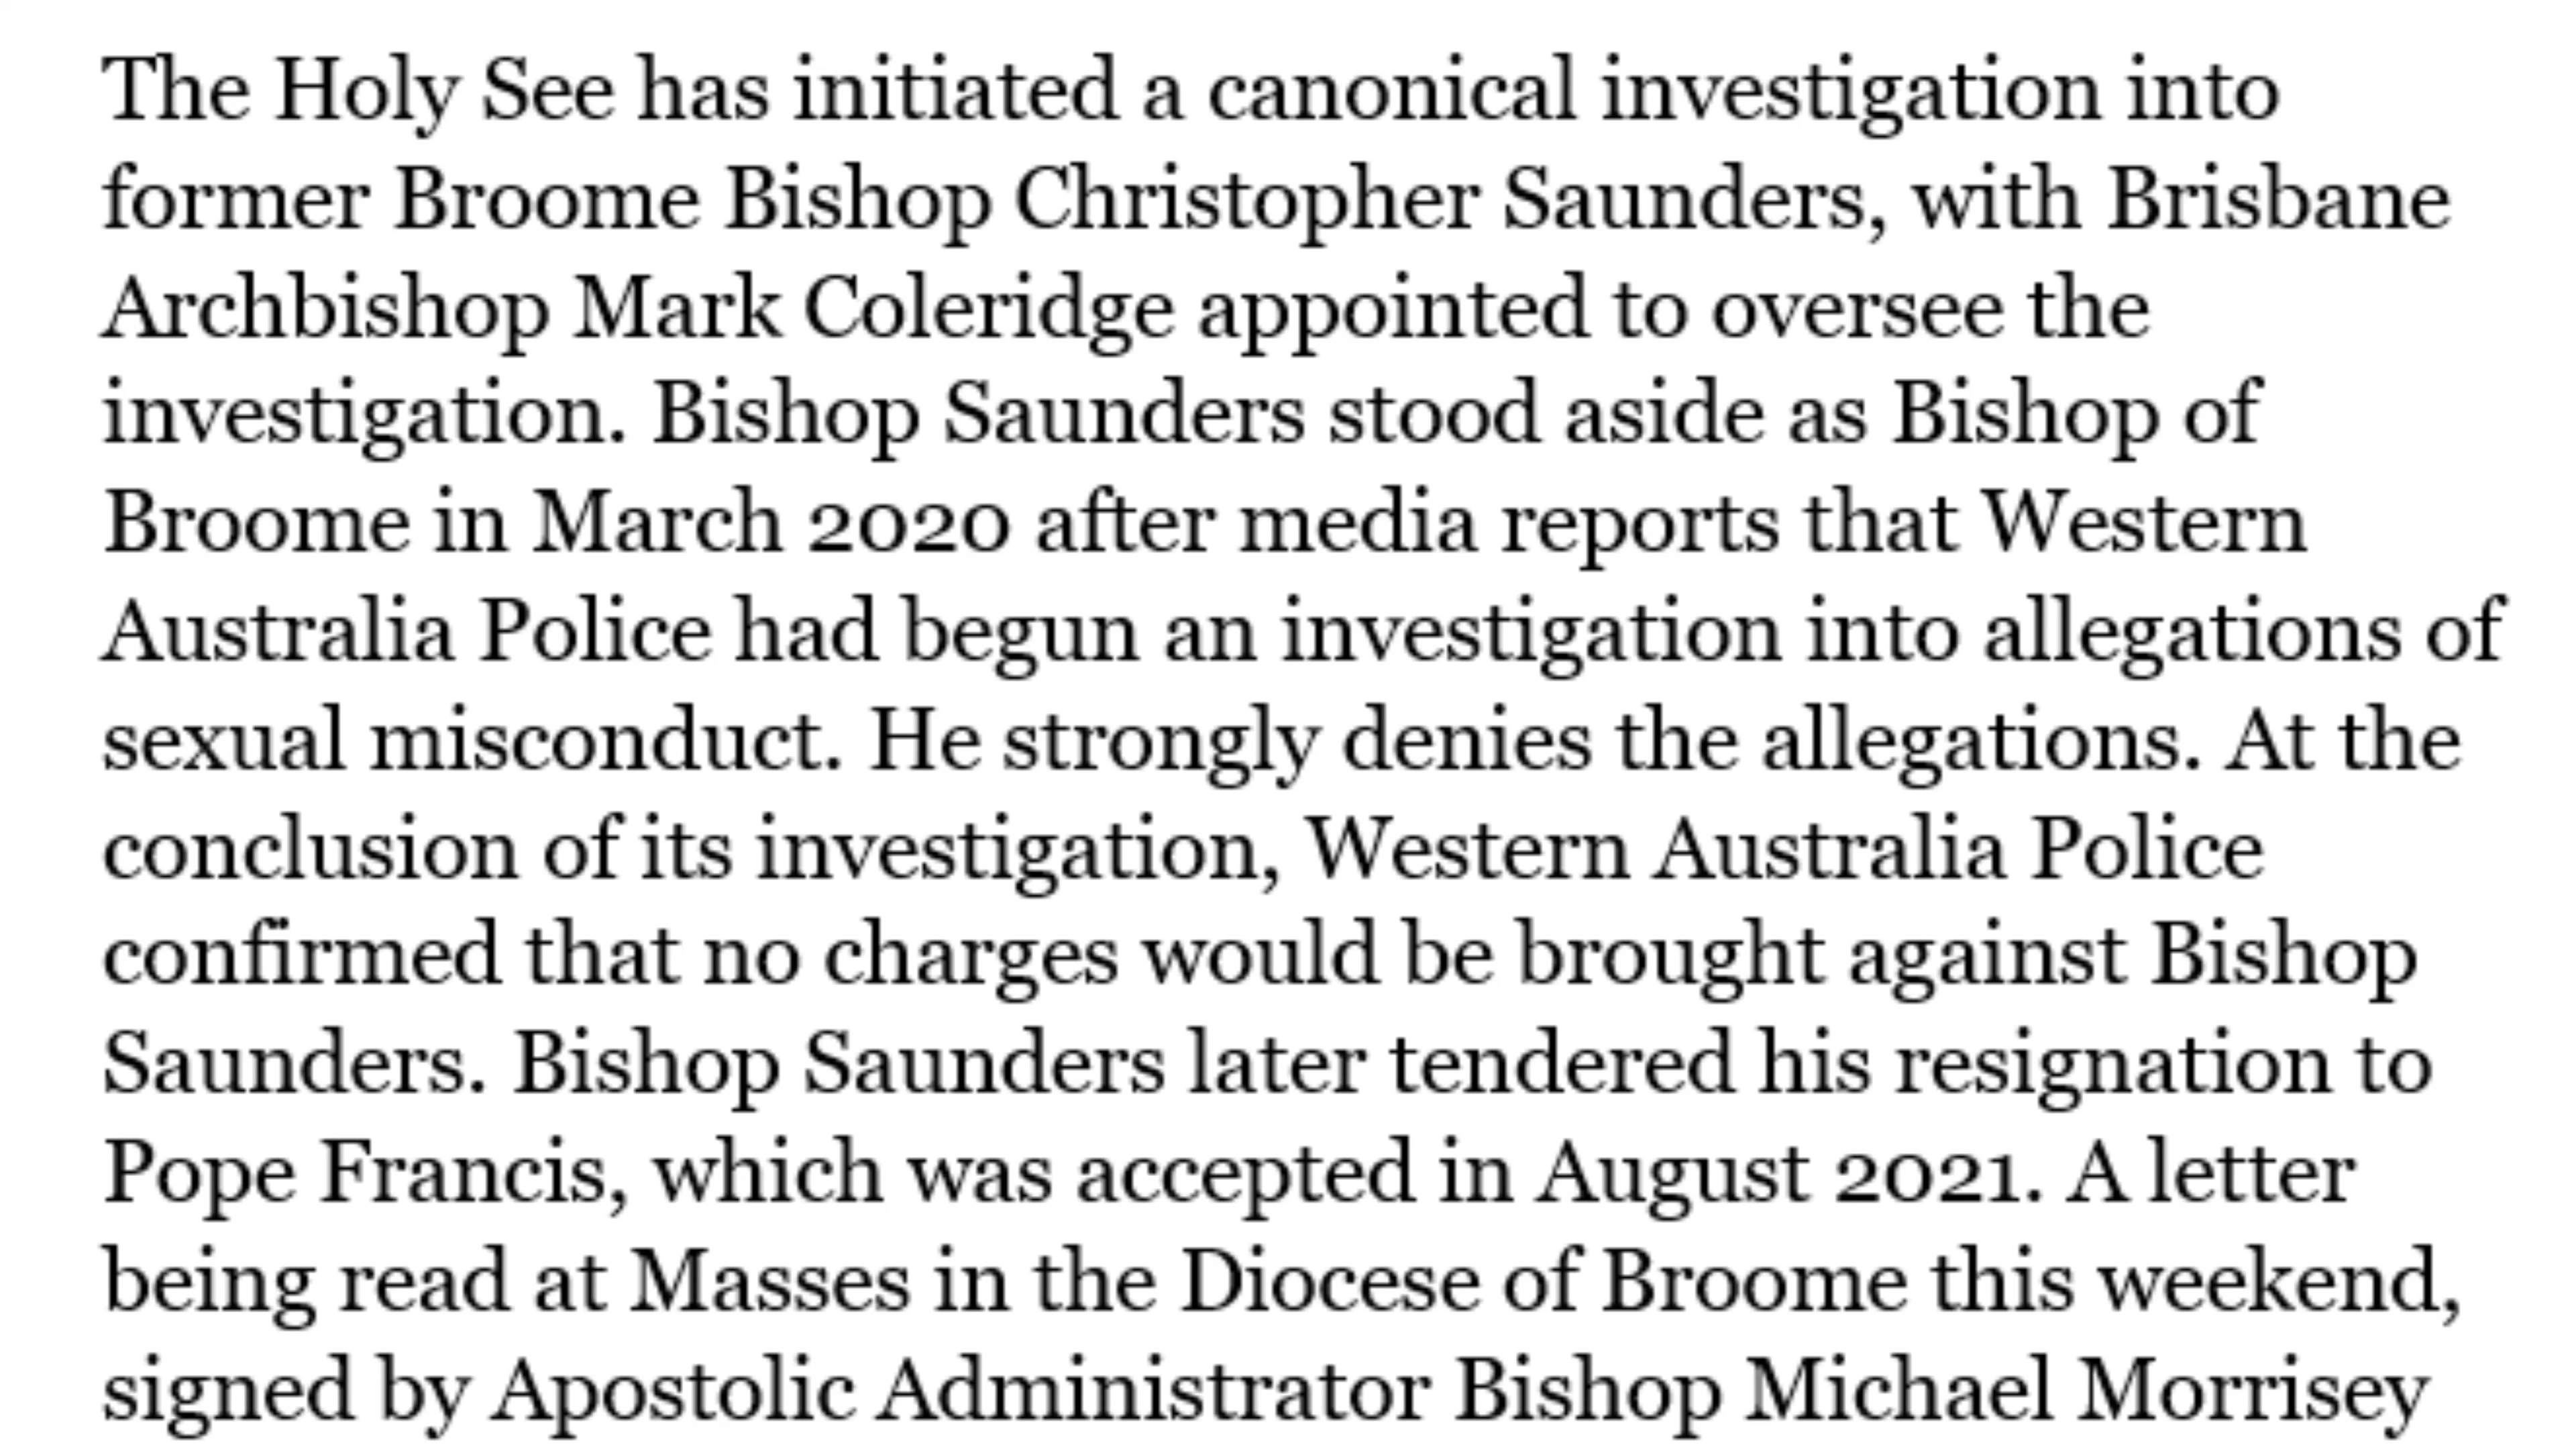 The Holy See has initiated a canonical investigation into
former Broome Bishop Christopher Saunders, with Brisbane
Archbishop Mark Coleridge appointed to oversee the
investigation. Bishop Saunders stood aside as Bishop of
Broome in March 2020 after media reports that Western
Australia Police had begun an investigation into allegations of
sexual misconduct. He strongly denies the allegations. At the
conclusion of its investigation, Western Australia Police
confirmed that no charges would be brought against Bishop
Saunders. Bishop Saunders later tendered his resignation to
Pope Francis, which was accepted in August 2021. A letter
being read at Masses in the Diocese of Broome this weekend,
signed by Apostolic Administrator Bishop Michael Morrisey